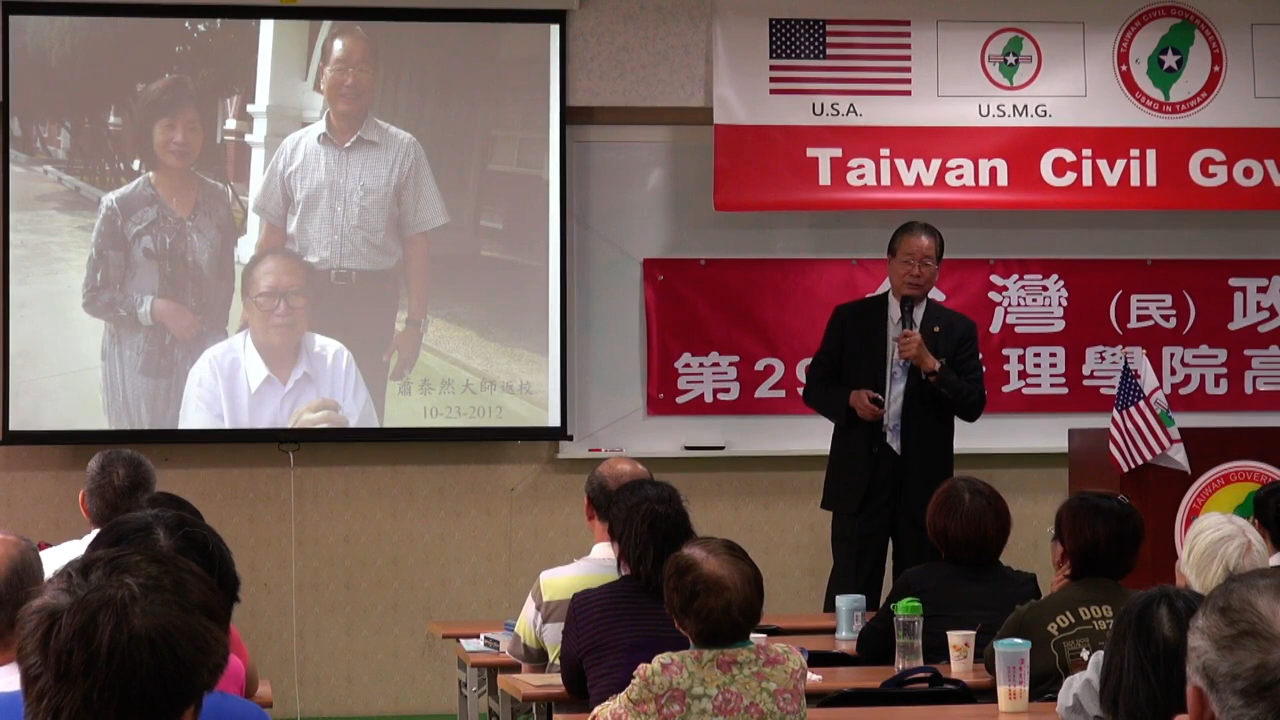 蕭泰然大師返校
10-23-2012
U.S.A.
U.S.M.G.
TAIWAN CIVIL GOVERNMENT
USMG IN TAIWAN
Taiwan Civil Gov
灣(民)政
第29 理學院高
TAIWAN GOVER
POI DOG
197